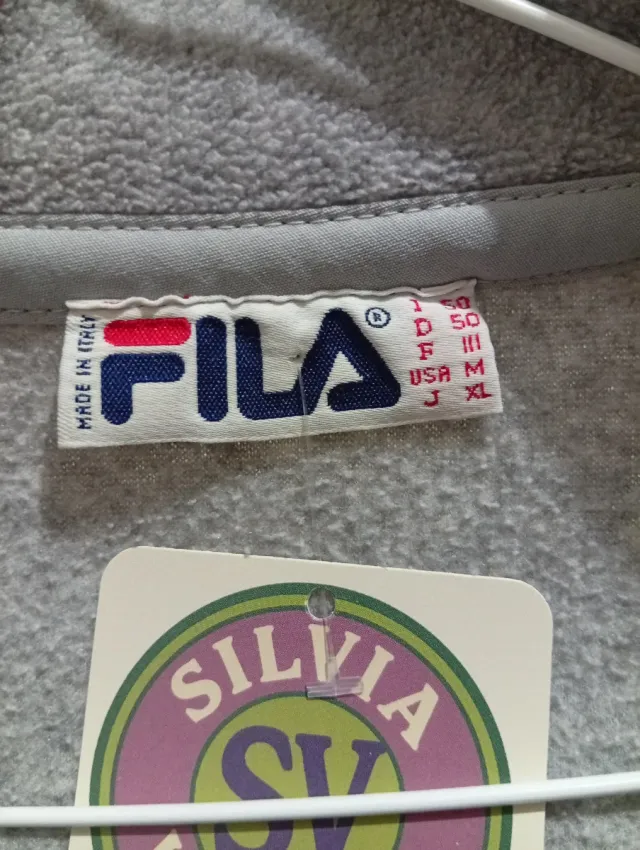 MADE IN ITALY
FILA®
I 50
D 50
F III
USA M
J XL
SILVIA
SV